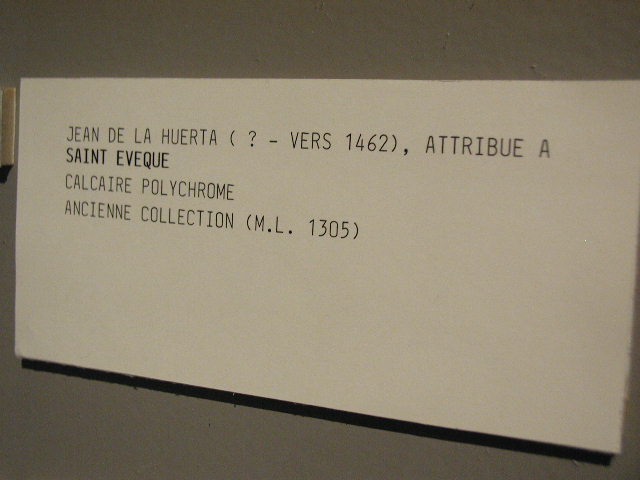 JEAN DE LA HUERTA ( ? - VERS 1462), ATTRIBUE A
SAINT EVEQUE
CALCAIRE POLYCHROME
ANCIENNE COLLECTION (M.L. 1305)